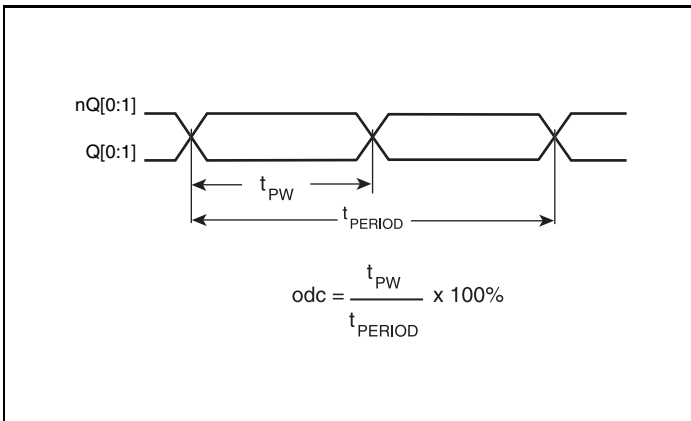 nQ[0:1]
Q[0:1]
tPW
tPERIOD
odc = tPW / tPERIOD x 100%